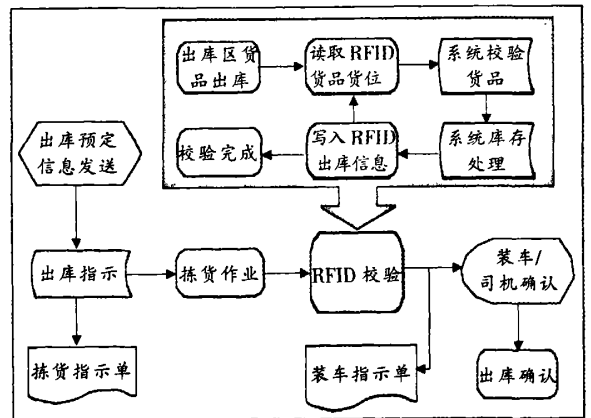 出库区货
品出库
读取RFID
货品货位
系统校验
货品
校验完成
写入RFID
出库信息
系统库存
处理
出库预定
信息发送
出库指示
拣货作业
RFID 校验
装车/
司机确认
拣货指示单
装车指示单
出库确认